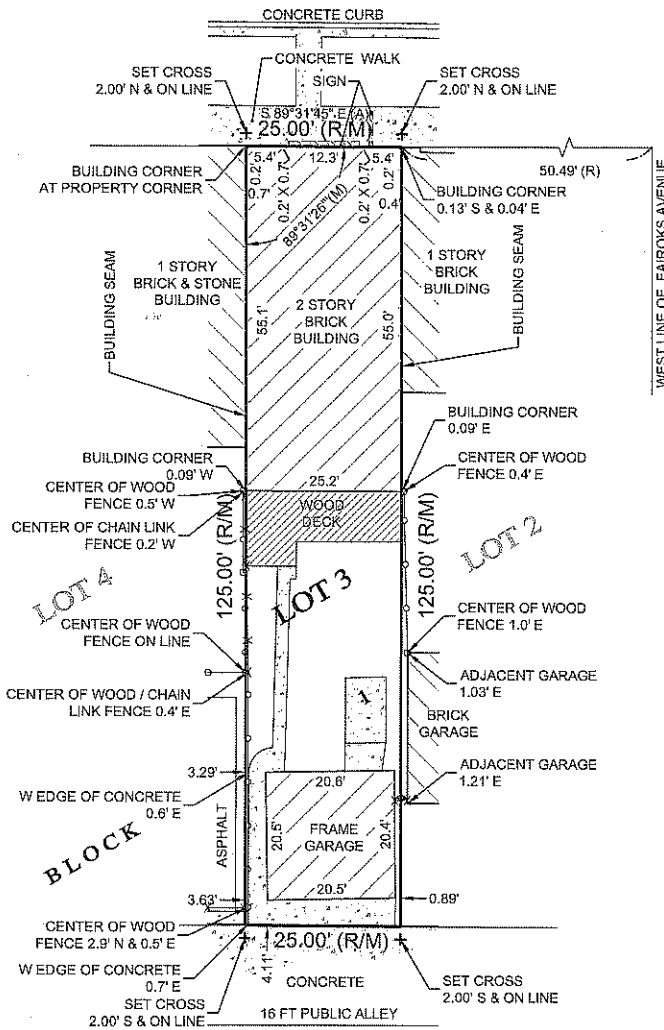 CONCRETE CURB
CONCRETE WALK
SET CROSS
2.00' N & ON LINE
SIGN
SET CROSS
2.00' N & ON LINE
S 89°31'45" E (A)
25.00' (R/M)
BUILDING CORNER
AT PROPERTY CORNER
5.4'
12.3'
5.4'
0.2'
0.7'
0.2' X 0.7'
0.2' X 0.7'
0.2'
0.4'
89°31'26"(M)
50.49' (R)
BUILDING CORNER
0.13' S & 0.04' E
WEST LINE OF FAIROKS AVENUE
1 STORY
BRICK & STONE
BUILDING
BUILDING SEAM
55.1'
2 STORY
BRICK
BUILDING
55.0'
1 STORY
BRICK
BUILDING
BUILDING SEAM
BUILDING CORNER
0.09' W
BUILDING CORNER
0.09' E
CENTER OF WOOD
FENCE 0.5' W
25.2'
CENTER OF WOOD
FENCE 0.4' E
CENTER OF CHAIN LINK
FENCE 0.2' W
WOOD
DECK
125.00' (R/M)
125.00' (R/M)
LOT 4
LOT 3
LOT 2
CENTER OF WOOD
FENCE ON LINE
CENTER OF WOOD
FENCE 1.0' E
CENTER OF WOOD / CHAIN
LINK FENCE 0.4' E
ADJACENT GARAGE
1.03' E
1
BRICK
GARAGE
3.29'
20.6'
ADJACENT GARAGE
1.21' E
W EDGE OF CONCRETE
0.6' E
ASPHALT
20.5'
FRAME
GARAGE
20.4'
BLOCK
3.63'
20.5'
0.89'
CENTER OF WOOD
FENCE 2.9' N & 0.5' E
25.00' (R/M)
4.11'
W EDGE OF CONCRETE
0.7' E
CONCRETE
SET CROSS
2.00' S & ON LINE
SET CROSS
2.00' S & ON LINE
16 FT PUBLIC ALLEY